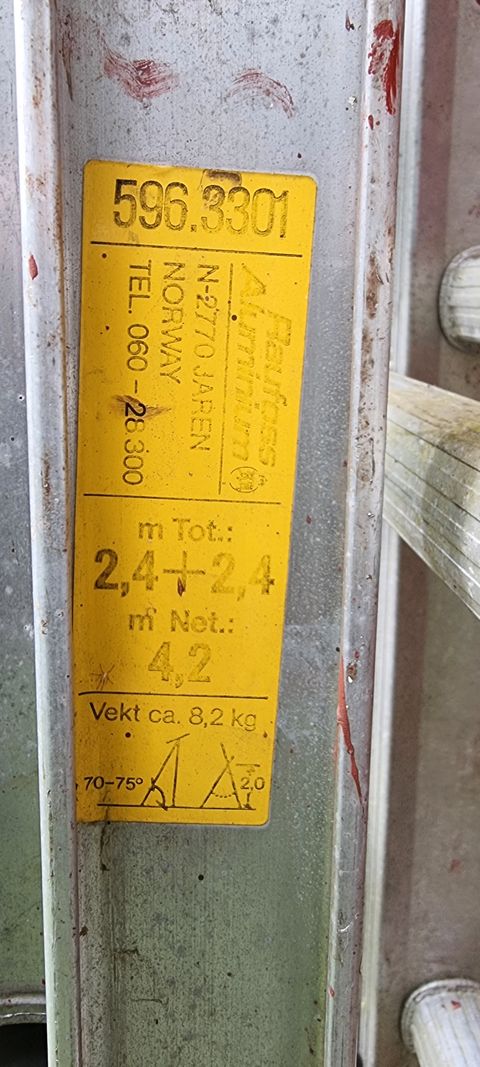 596.3301
Raufoss
Aluminium
N-2770 JAREN
NORWAY
TEL. 060-28.300
m Tot.:
2,4+2,4
m Net.:
4,2
Vekt ca. 8,2 kg
70-75°
2,0